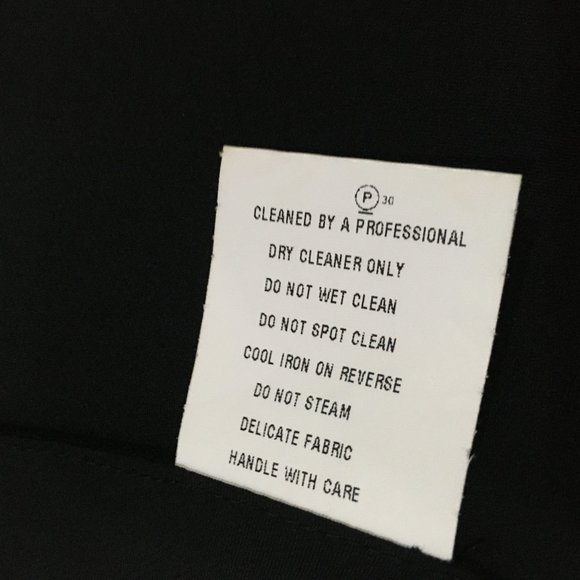 P 30
CLEANED BY A PROFESSIONAL
DRY CLEANER ONLY
DO NOT WET CLEAN
DO NOT SPOT CLEAN
COOL IRON ON REVERSE
DO NOT STEAM
DELICATE FABRIC
HANDLE WITH CARE